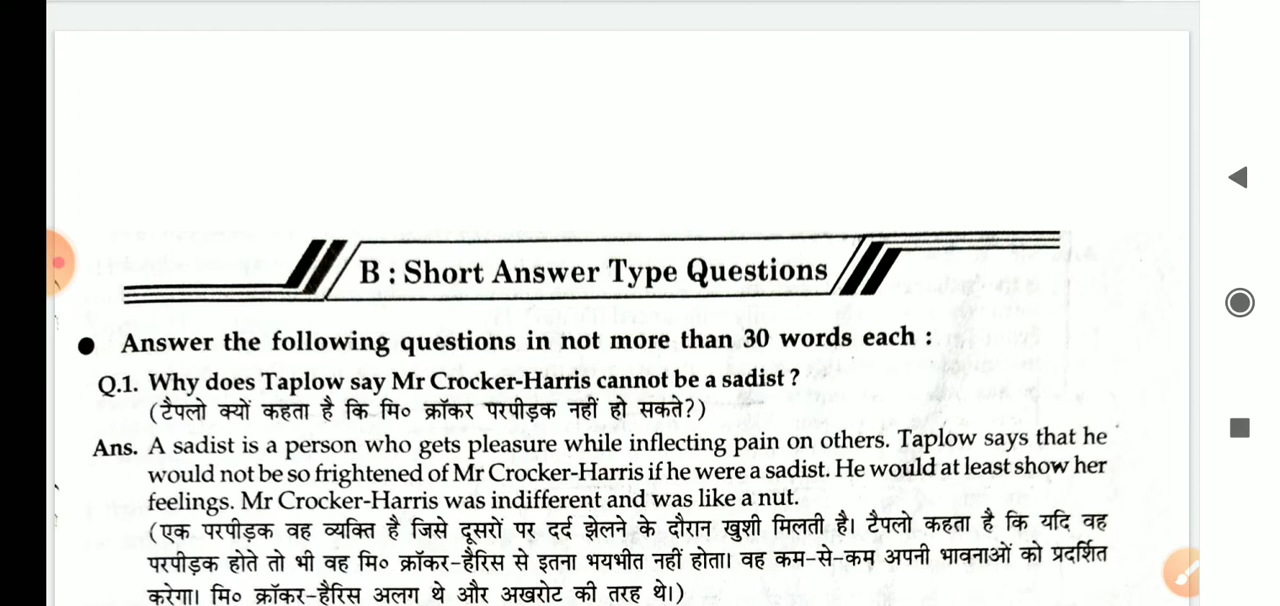 B : Short Answer Type Questions
● Answer the following questions in not more than 30 words each :
Q.1. Why does Taplow say Mr Crocker-Harris cannot be a sadist ?
(टैपलो क्यों कहता है कि मि० क्रॉकर परपीड़क नहीं हो सकते?)
Ans. A sadist is a person who gets pleasure while inflecting pain on others. Taplow says that he
would not be so frightened of Mr Crocker-Harris if he were a sadist. He would at least show her
feelings. Mr Crocker-Harris was indifferent and was like a nut.
(एक परपीड़क वह व्यक्ति है जिसे दूसरों पर दर्द झेलने के दौरान खुशी मिलती है। टैपलो कहता है कि यदि वह
परपीड़क होते तो भी वह मि० क्रॉकर-हैरिस से इतना भयभीत नहीं होता। वह कम-से-कम अपनी भावनाओं को प्रदर्शित
करेगा। मि० क्रॉकर-हैरिस अलग थे और अखरोट की तरह थे।)